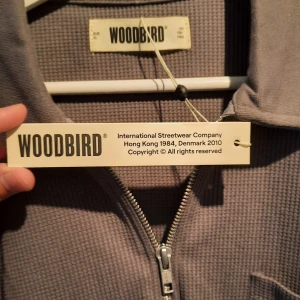 WOODBIRD®
WOODBIRD®
International Streetwear Company
Hong Kong 1984, Denmark 2010
Copyright © All rights reserved